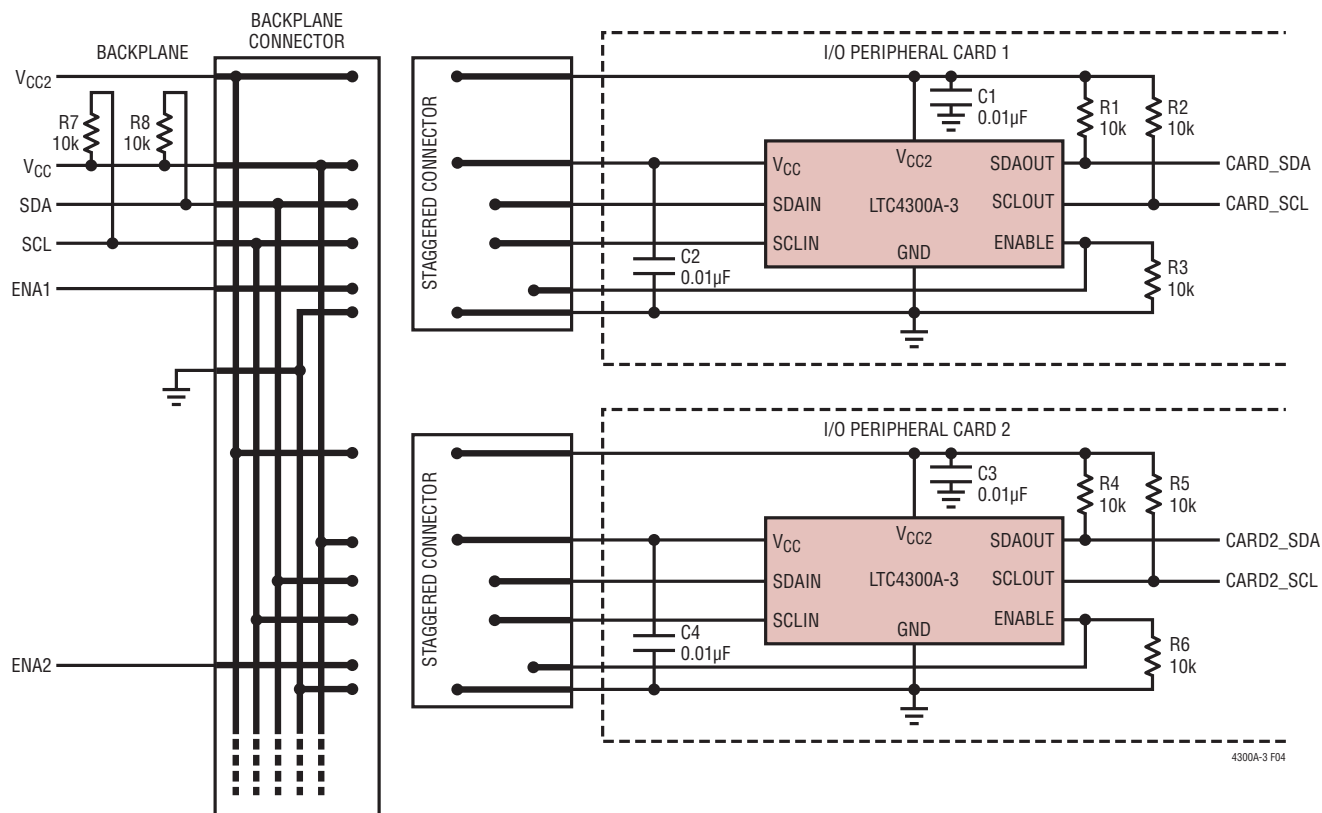 BACKPLANE
CONNECTOR
BACKPLANE
VCC2
R7
10k
R8
10k
VCC
SDA
SCL
ENA1
ENA2
STAGGERED CONNECTOR
I/O PERIPHERAL CARD 1
C1
0.01µF
R1
10k
R2
10k
VCC
VCC2
SDAOUT
CARD_SDA
SDAIN
LTC4300A-3
SCLOUT
CARD_SCL
SCLIN
GND
ENABLE
C2
0.01µF
R3
10k
STAGGERED CONNECTOR
I/O PERIPHERAL CARD 2
C3
0.01µF
R4
10k
R5
10k
VCC
VCC2
SDAOUT
CARD2_SDA
SDAIN
LTC4300A-3
SCLOUT
CARD2_SCL
SCLIN
GND
ENABLE
C4
0.01µF
R6
10k
4300A-3 F04